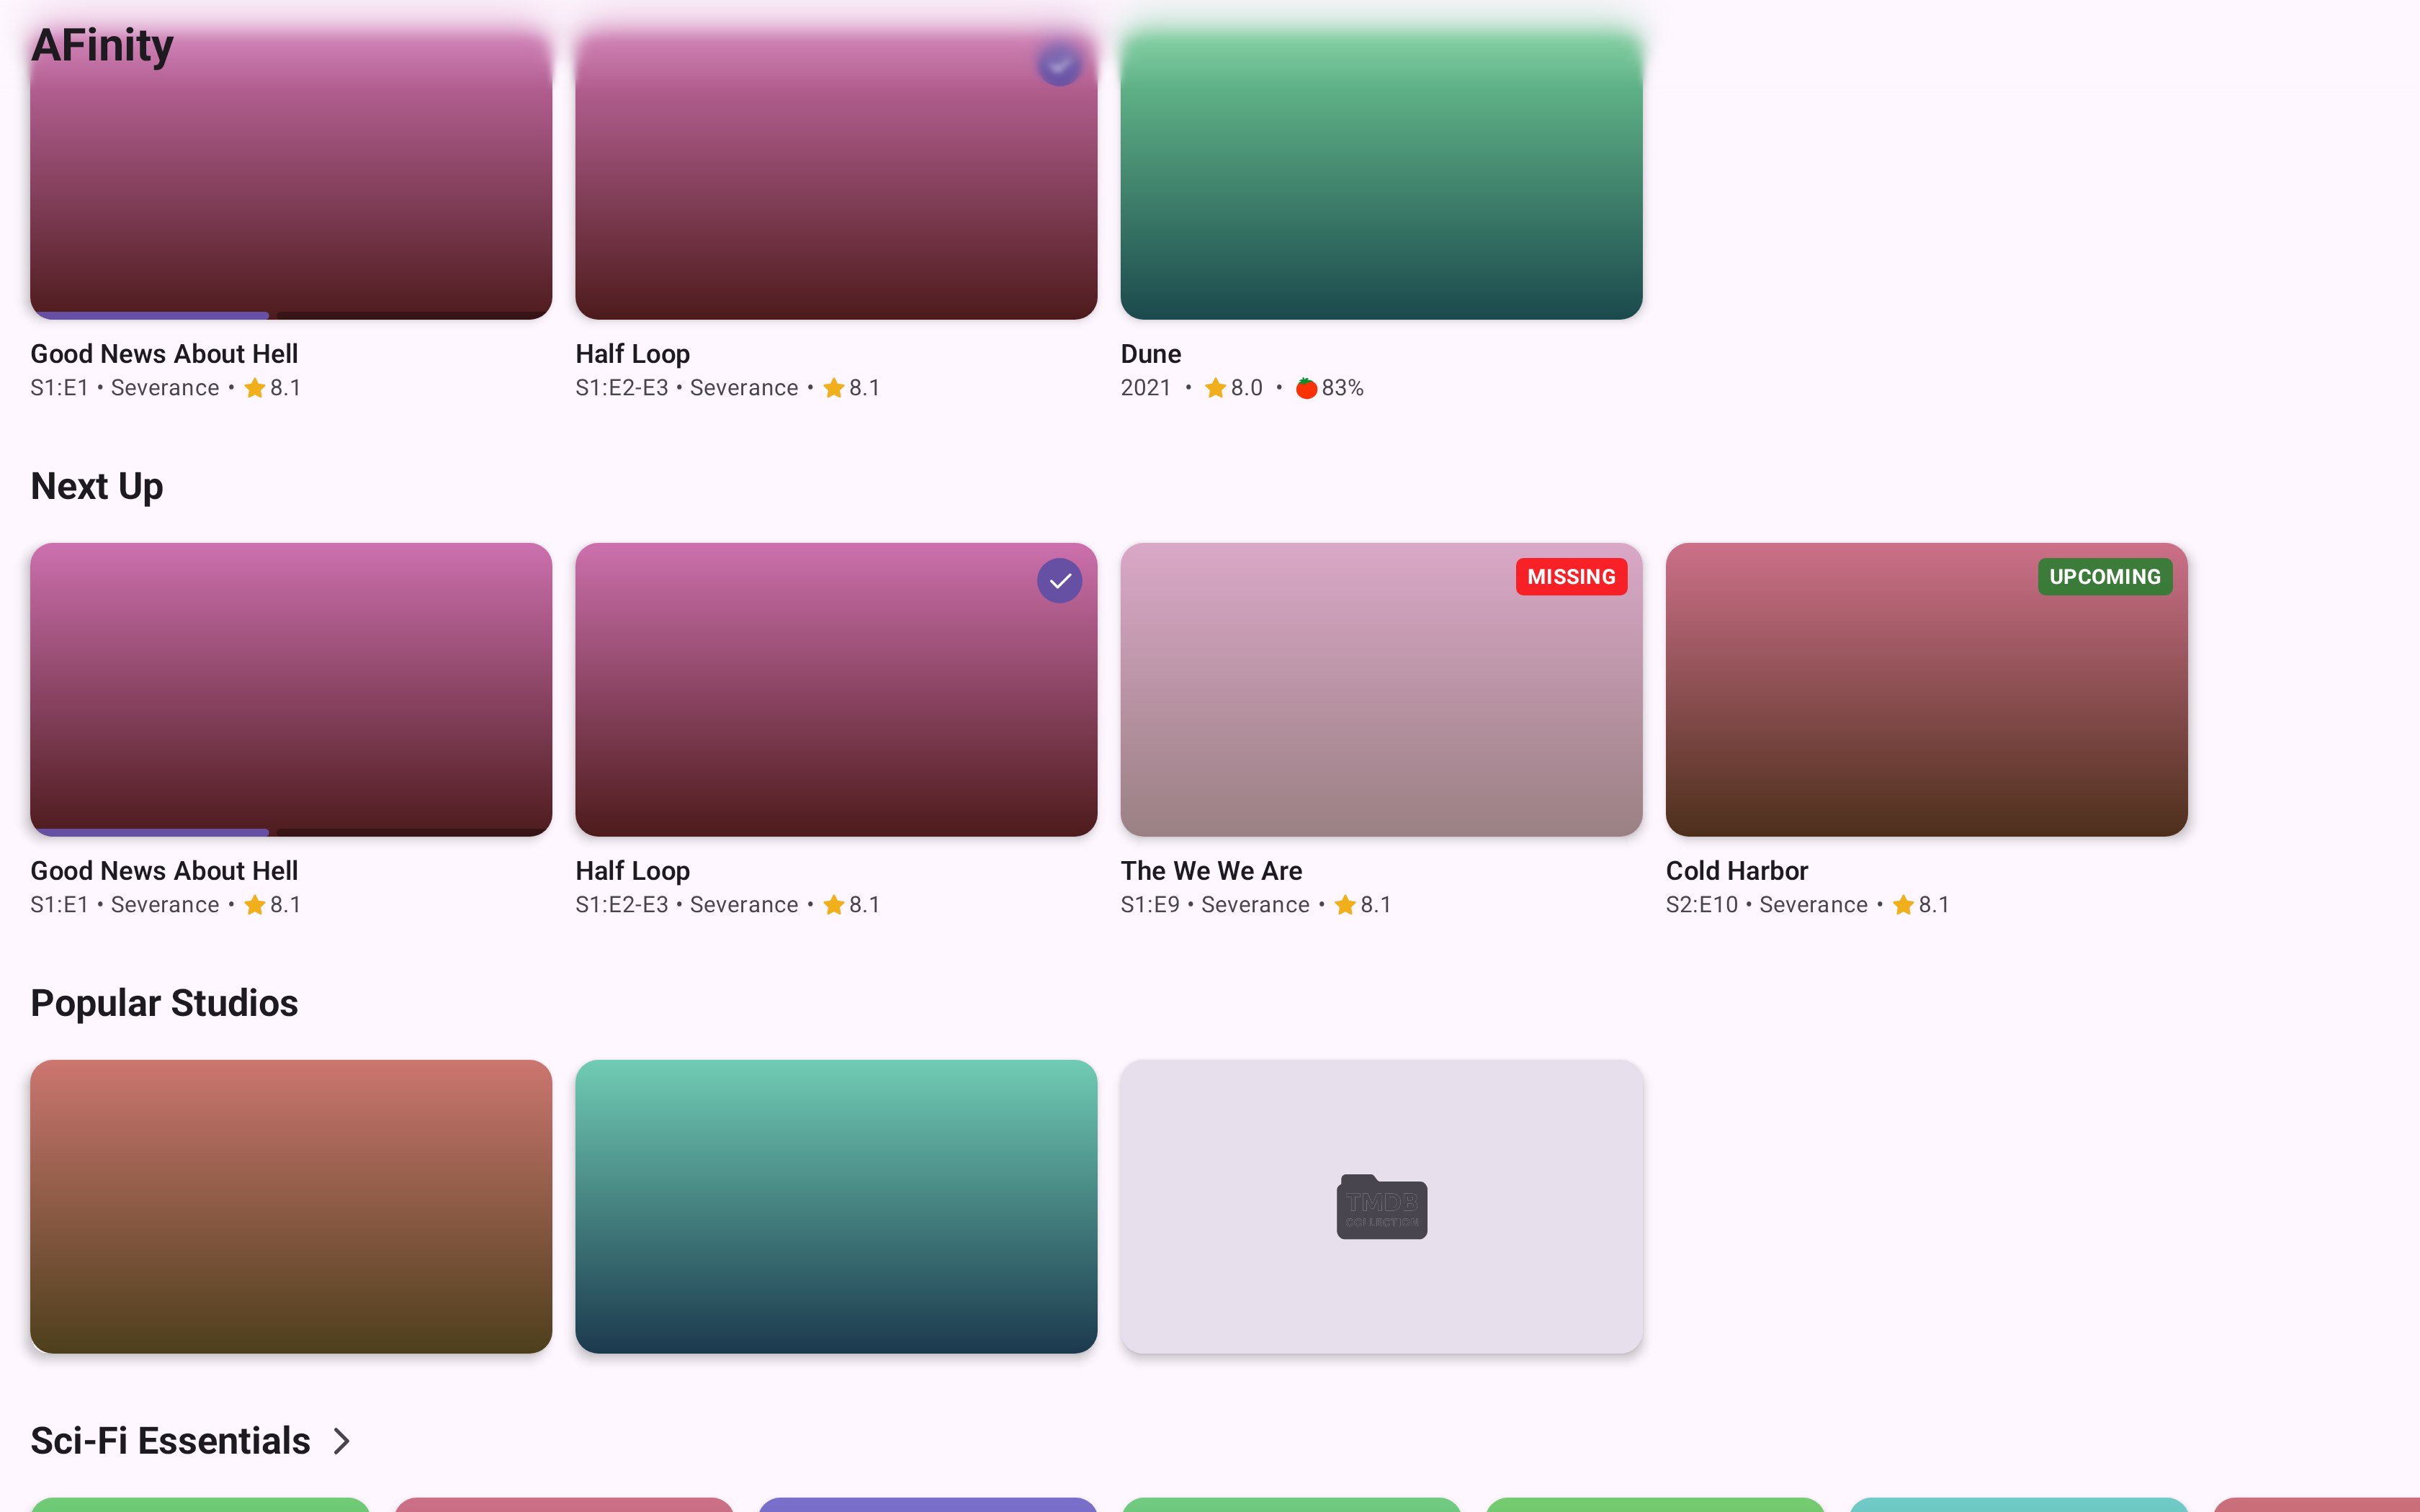 AFinity
Good News About Hell
S1:E1 • Severance • 8.1
Half Loop
S1:E2-E3 • Severance • 8.1
Dune
2021 • 8.0 • 83%
Next Up
MISSING
UPCOMING
Good News About Hell
S1:E1 • Severance • 8.1
Half Loop
S1:E2-E3 • Severance • 8.1
The We We Are
S1:E9 • Severance • 8.1
Cold Harbor
S2:E10 • Severance • 8.1
Popular Studios
TMDB
COLLECTION
Sci-Fi Essentials